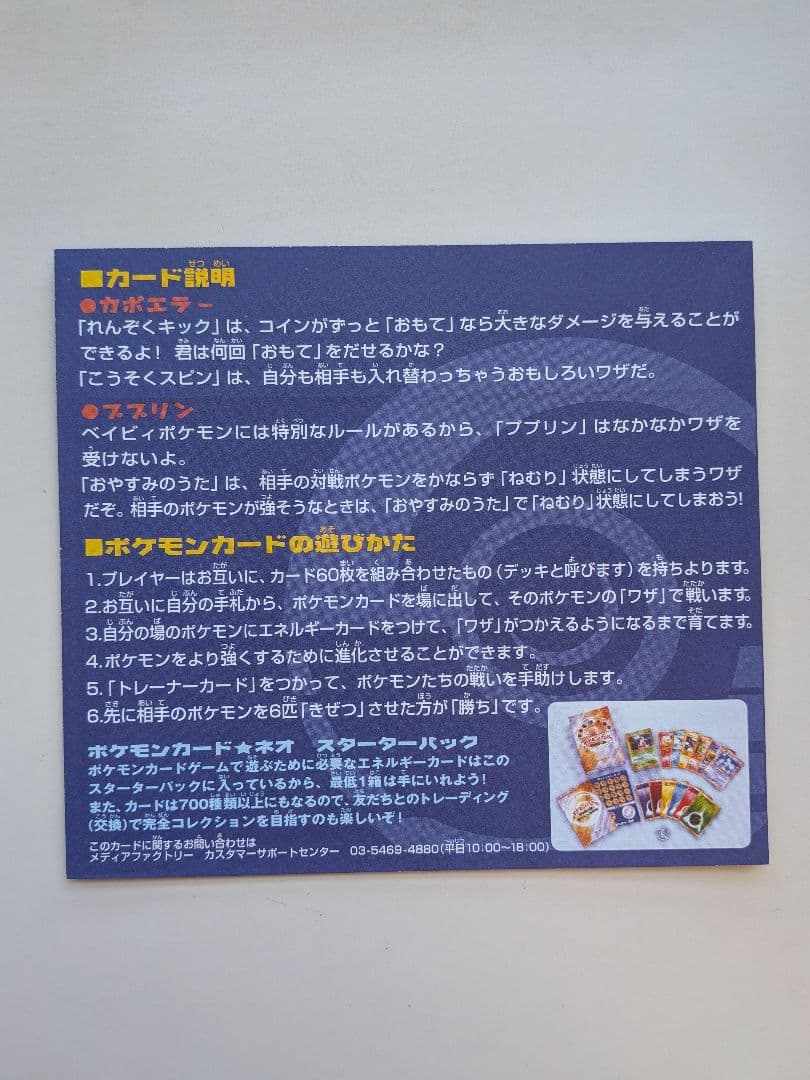 ■カード説明
●カポエラー
「れんぞくキック」は、コインがずっと「おもて」なら大きなダメージを与えることが
できるよ！ 君は何回「おもて」をだせるかな？
「こうそくスピン」は、自分も相手も入れ替わっちゃうおもしろいワザだ。
●ププリン
ベイビィポケモンには特別なルールがあるから、「ププリン」はなかなかワザを
受けないよ。
「おやすみのうた」は、相手の対戦ポケモンをかならず「ねむり」状態にしてしまうワザ
だぞ。相手のポケモンが強そうなときは、「おやすみのうた」で「ねむり」状態にしてしまおう！
■ポケモンカードの遊びかた
1.プレイヤーはお互いに、カード60枚を組み合わせたもの（デッキと呼びます）を持ちよります。
2.お互いに自分の手札から、ポケモンカードを場に出して、そのポケモンの「ワザ」で戦います。
3.自分の場のポケモンにエネルギーカードをつけて、「ワザ」がつかえるようになるまで育てます。
4.ポケモンをより強くするために進化させることができます。
5.「トレーナーカード」をつかって、ポケモンたちの戦いを手助けします。
6.先に相手のポケモンを6匹「きぜつ」させた方が「勝ち」です。
ポケモンカード★ネオ スターターパック
ポケモンカードゲームで遊ぶために必要なエネルギーカードはこの
スターターパックに入っているから、最低1箱は手にいれよう！
また、カードは700種類以上にもなるので、友だちとのトレーディング
(交換)で完全コレクションを目指すのも楽しいぞ！
このカードに関するお問い合わせは
メディアファクトリー カスタマーサポートセンター 03-5469-4880(平日10:00〜18:00)